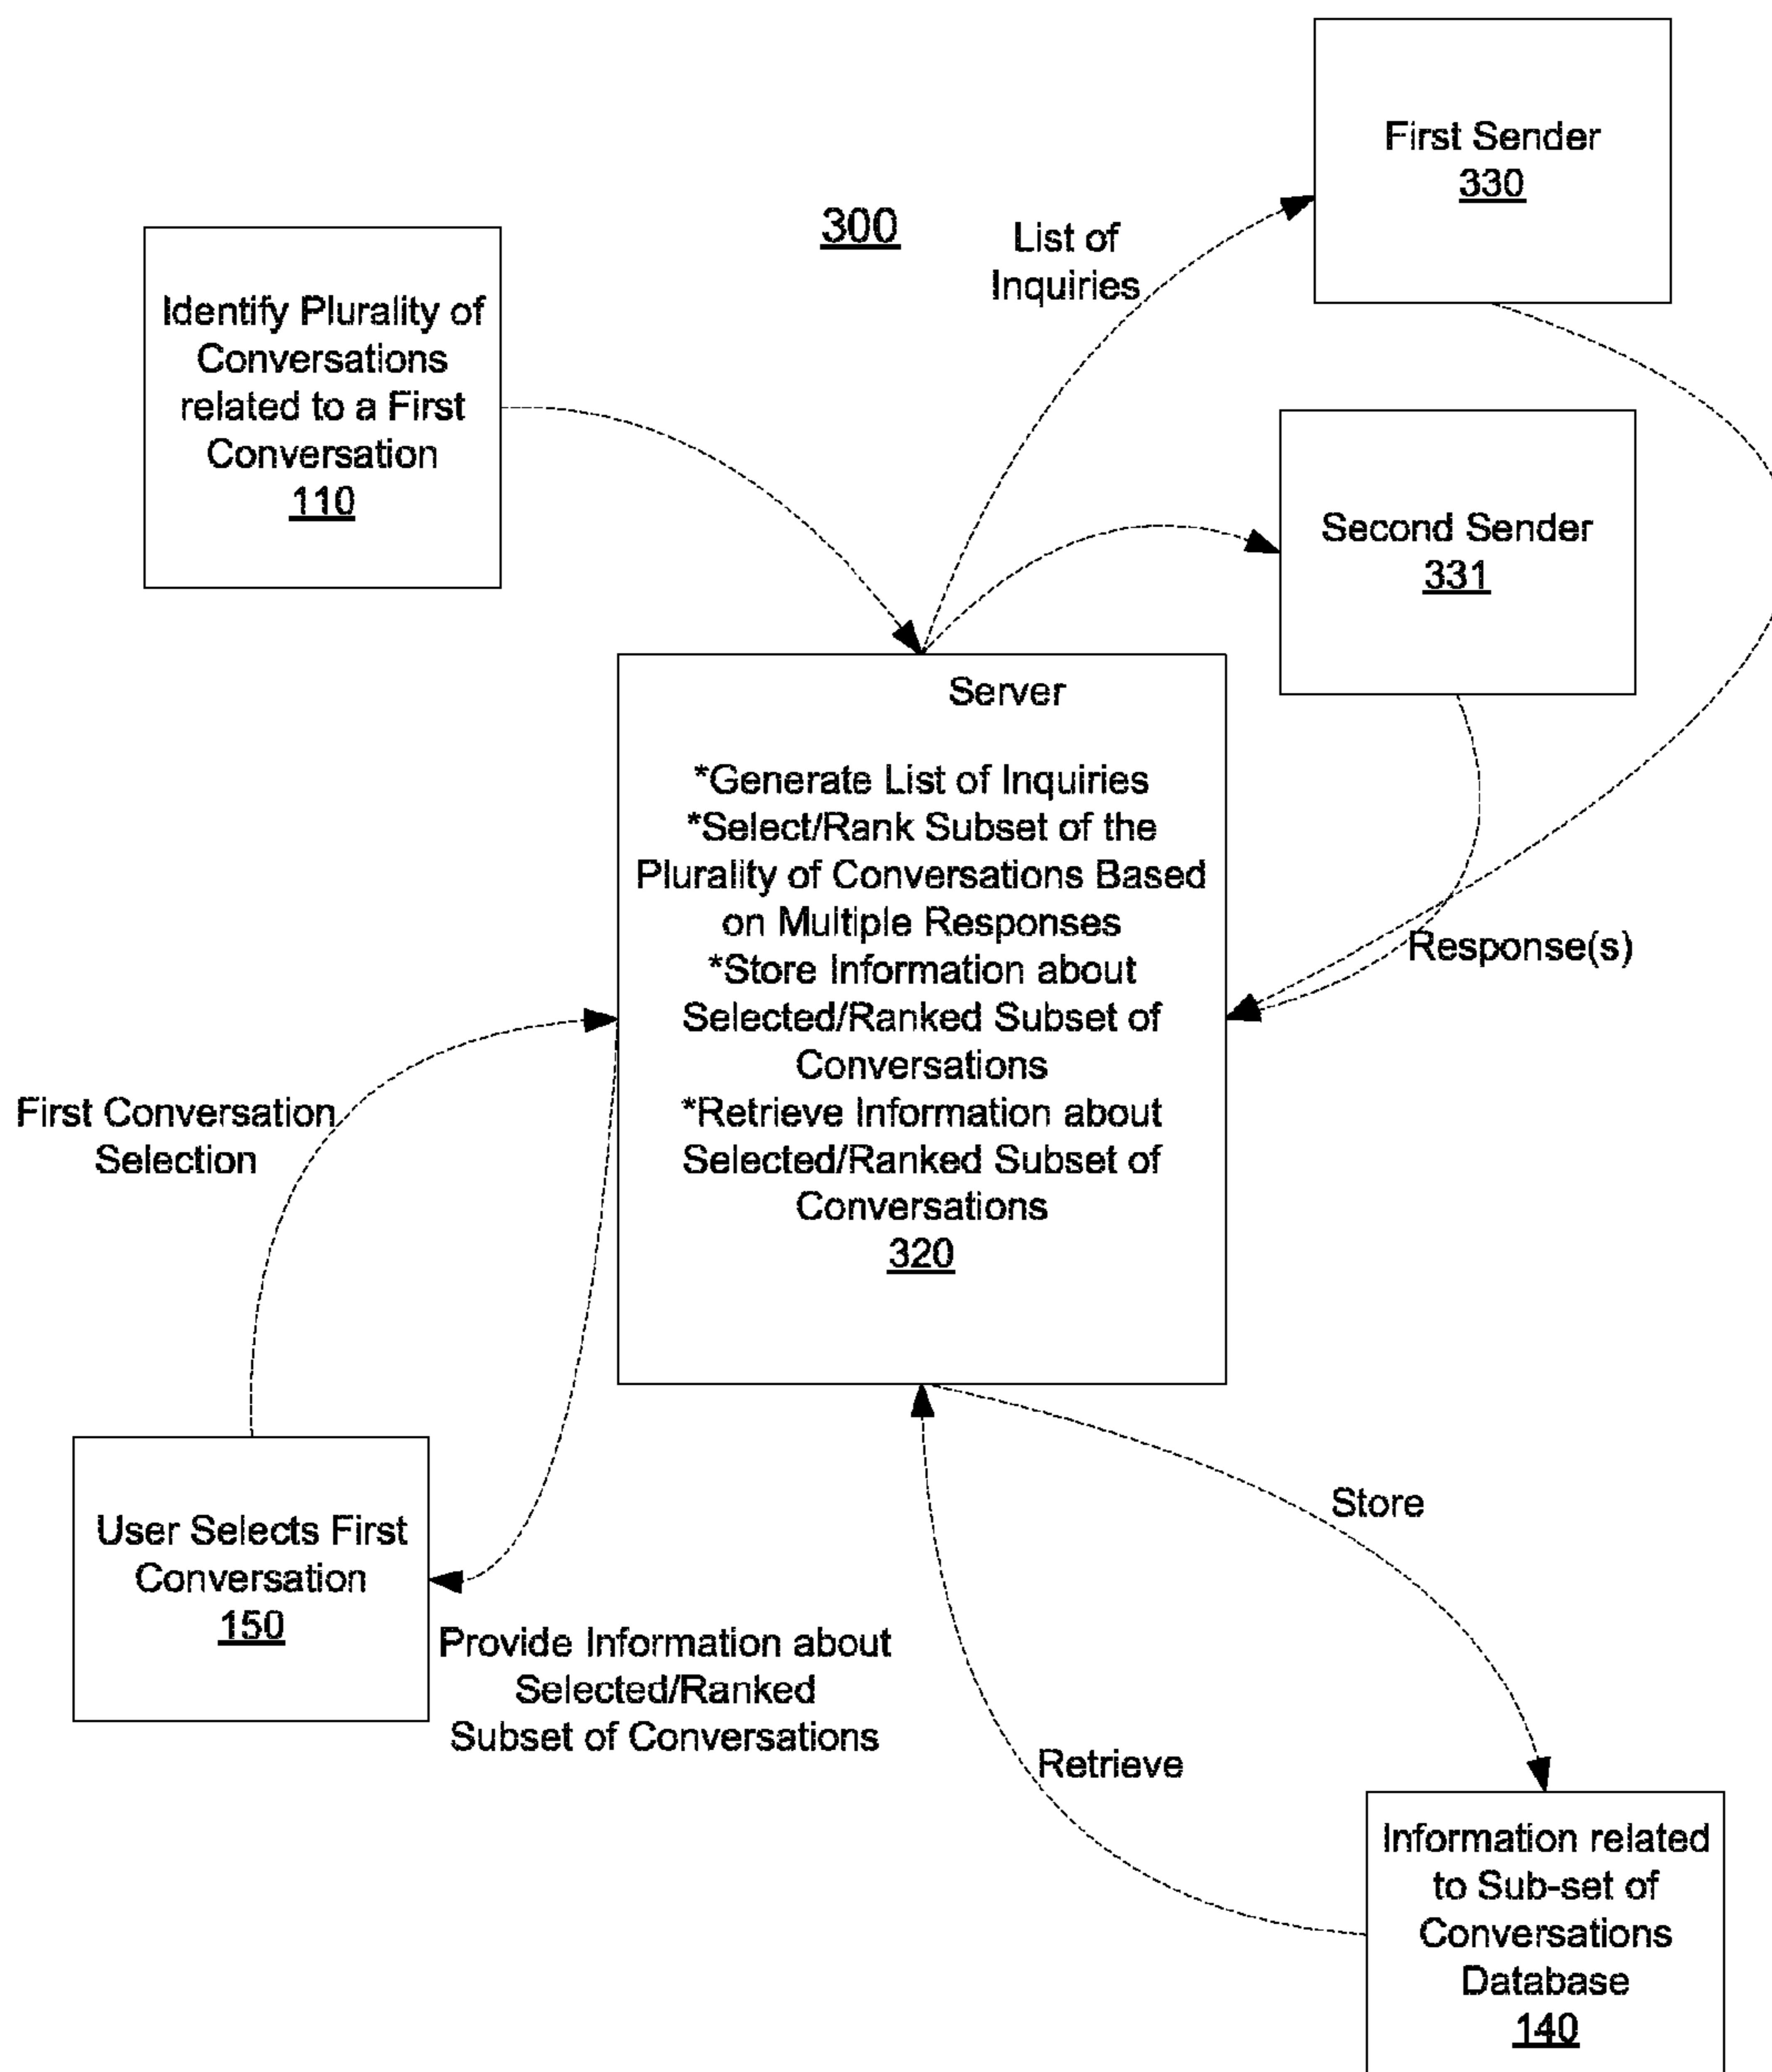 First Sender
330
300
List of
Inquiries
Identify Plurality of
Conversations
related to a First
Conversation
110
Second Sender
331
Server
*Generate List of Inquiries
*Select/Rank Subset of the
Plurality of Conversations Based
on Multiple Responses
*Store Information about
Selected/Ranked Subset of
Conversations
*Retrieve Information about
Selected/Ranked Subset of
Conversations
320
Response(s)
First Conversation
Selection
User Selects First
Conversation
150
Provide Information about
Selected/Ranked
Subset of Conversations
Store
Retrieve
Information related
to Sub-set of
Conversations
Database
140